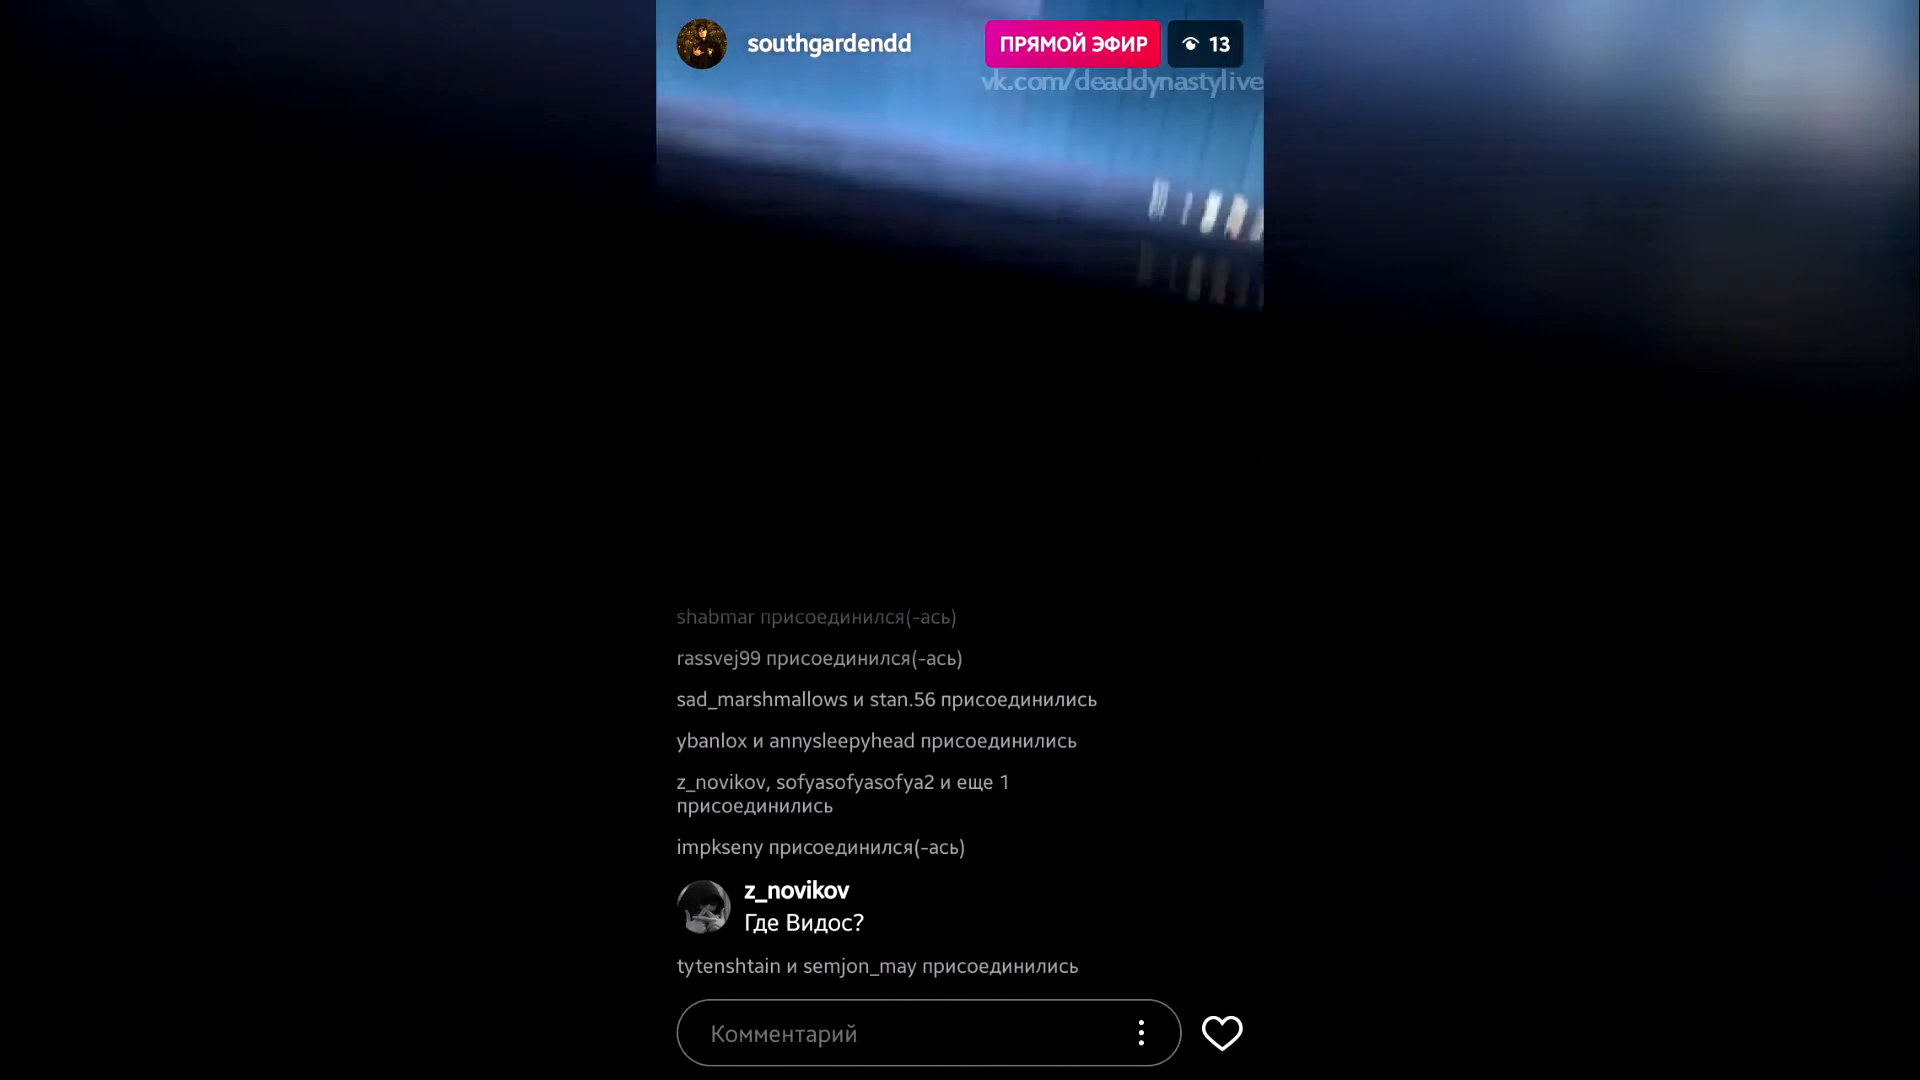 southgardendd
ПРЯМОЙ ЭФИР
13
vk.com/deaddynastylive
shabmar присоединился(-ась)
rassvej99 присоединился(-ась)
sad_marshmallows и stan.56 присоединились
ybanlox и annysleepyhead присоединились
z_novikov, sofyasofyasofya2 и еще 1
присоединились
impkseny присоединился(-ась)
z_novikov
Где Видос?
tytenshtain и semjon_may присоединились
Комментарий